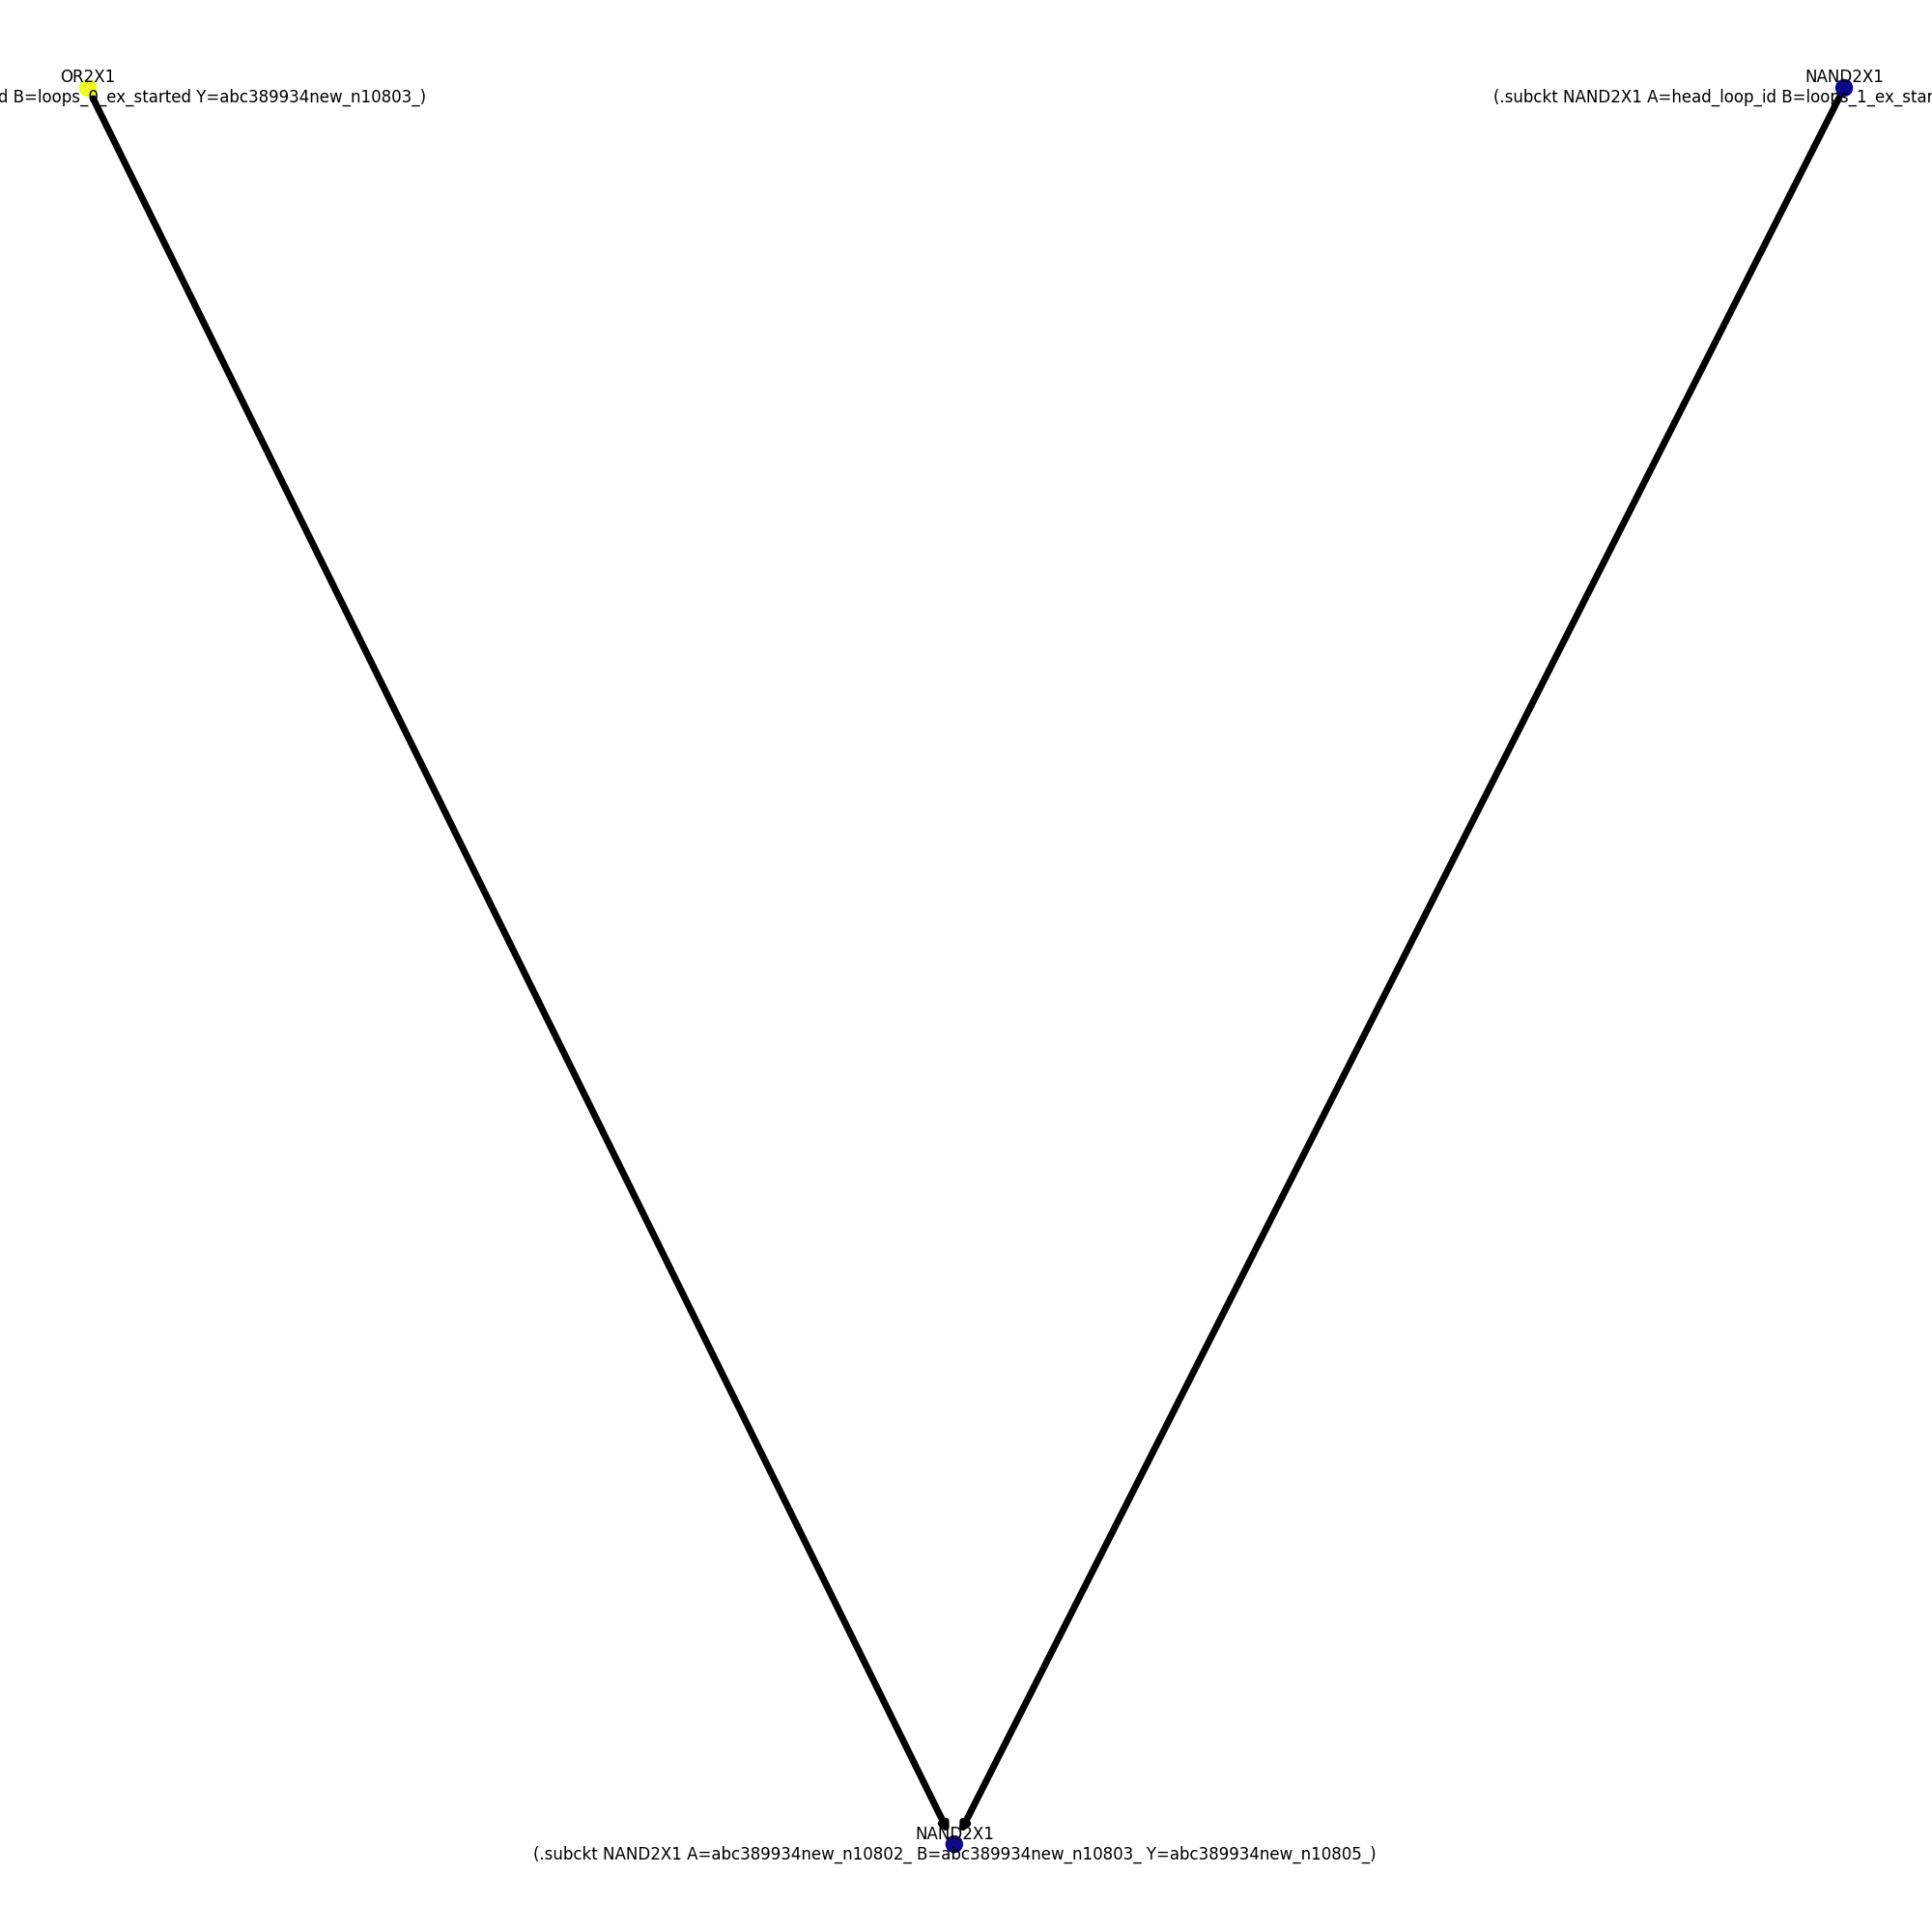 OR2X1
d B=loops_0_ex_started Y=abc389934new_n10803_)
NAND2X1
(.subckt NAND2X1 A=head_loop_id B=loops_1_ex_star
NAND2X1
(.subckt NAND2X1 A=abc389934new_n10802_ B=abc389934new_n10803_ Y=abc389934new_n10805_)